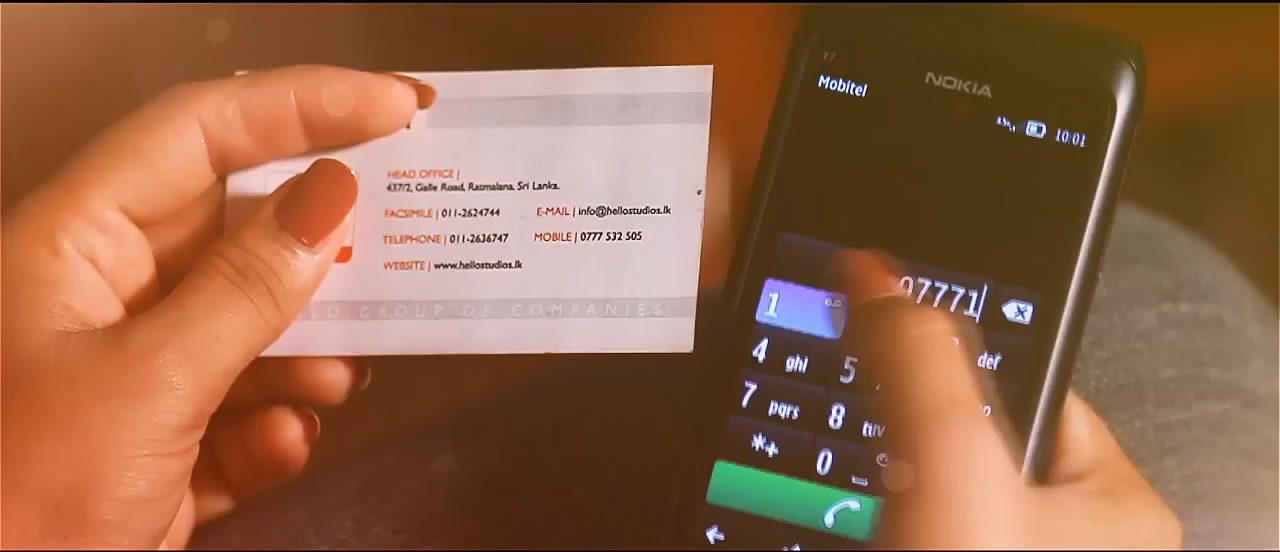 HEAD OFFICE |
437/2, Galle Road, Ratmalana, Sri Lanka.
FACSIMILE | 011-2624744 E-MAIL | info@hellostudios.lk
TELEPHONE | 011-2636747 MOBILE | 0777 532 505
WEBSITE | www.hellostudios.lk
GROUP OF COMPANIES
E7
NOKIA
Mobitel
10:01
07771
1
4 ghi 5
def
7 pqrs 8 tuv
*+ 0